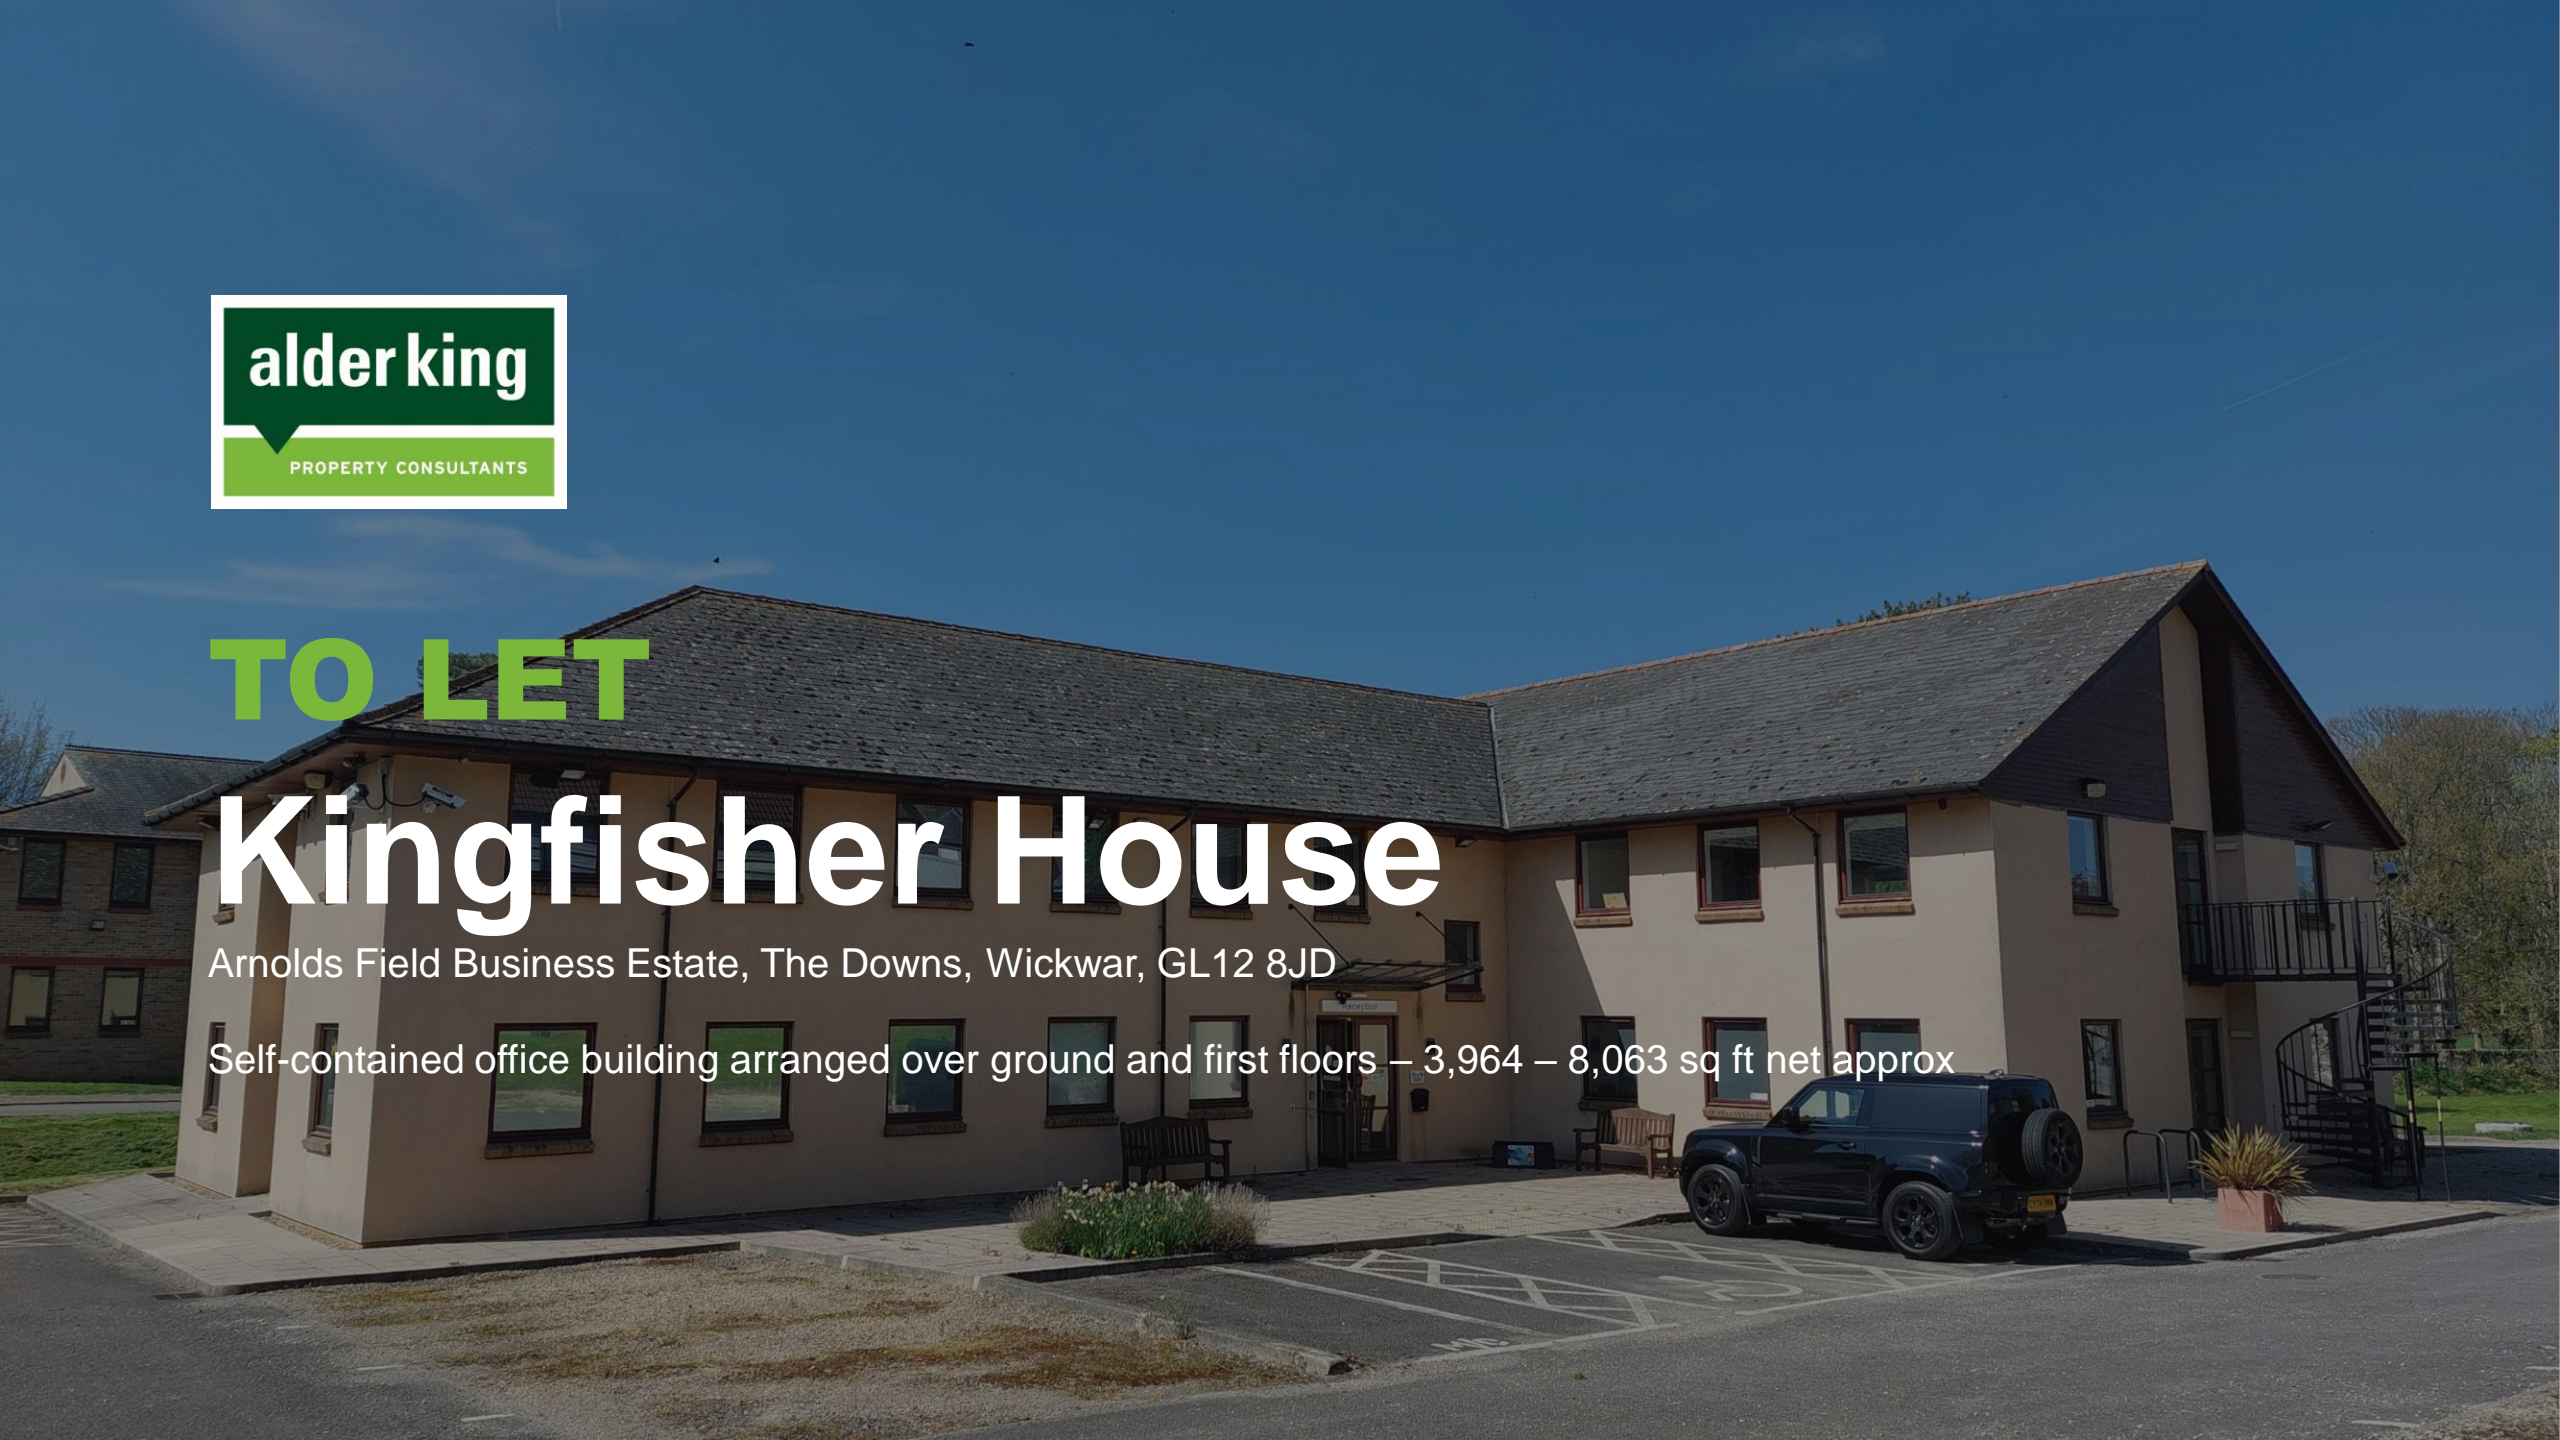 alder king
PROPERTY CONSULTANTS
TO LET
Kingfisher House
Arnolds Field Business Estate, The Downs, Wickwar, GL12 8JD
Reception
Self-contained office building arranged over ground and first floors – 3,964 – 8,063 sq ft net approx
M/C